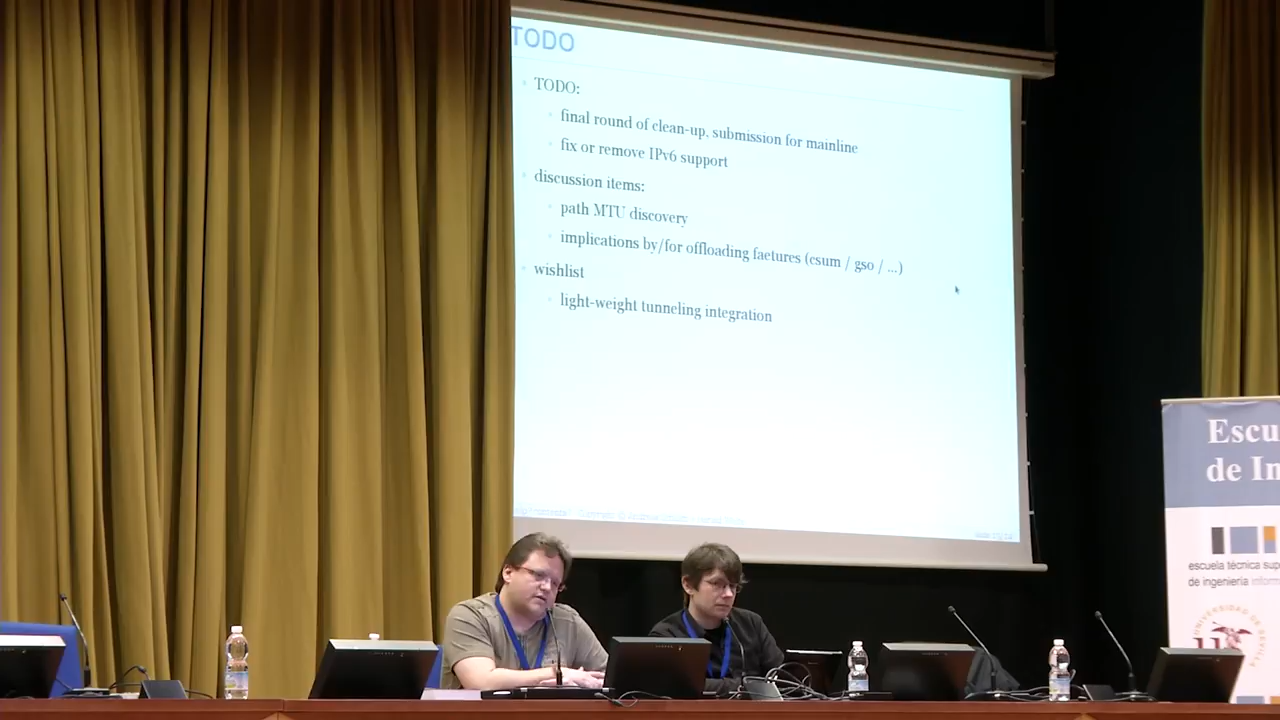 TODO
TODO:
final round of clean-up, submission for mainline
fix or remove IPv6 support
discussion items:
path MTU discovery
implications by/for offloading faetures (csum / gso / ...)
wishlist
light-weight tunneling integration
Escu
de In
escuela técnica sup
de ingeniería inform